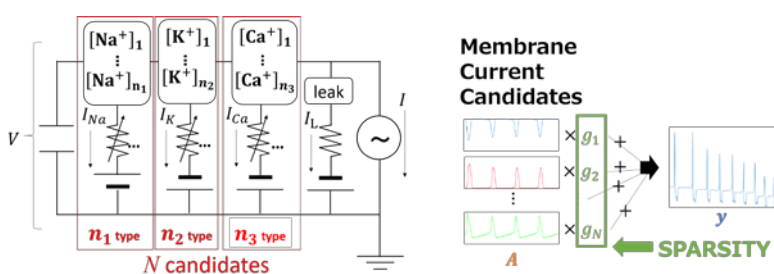 [Na⁺]₁
⋮
[Na⁺]ₙ₁
[K⁺]₁
⋮
[K⁺]ₙ₂
[Ca⁺]₁
⋮
[Ca⁺]ₙ₃
leak
V
I_Na
...
I_K
...
I_Ca
...
I_L
~
I
n₁ type
n₂ type
n₃ type
N candidates
Membrane
Current
Candidates
× g₁
+
× g₂
+
+
⋮
× g_N
+
A
y
SPARSITY